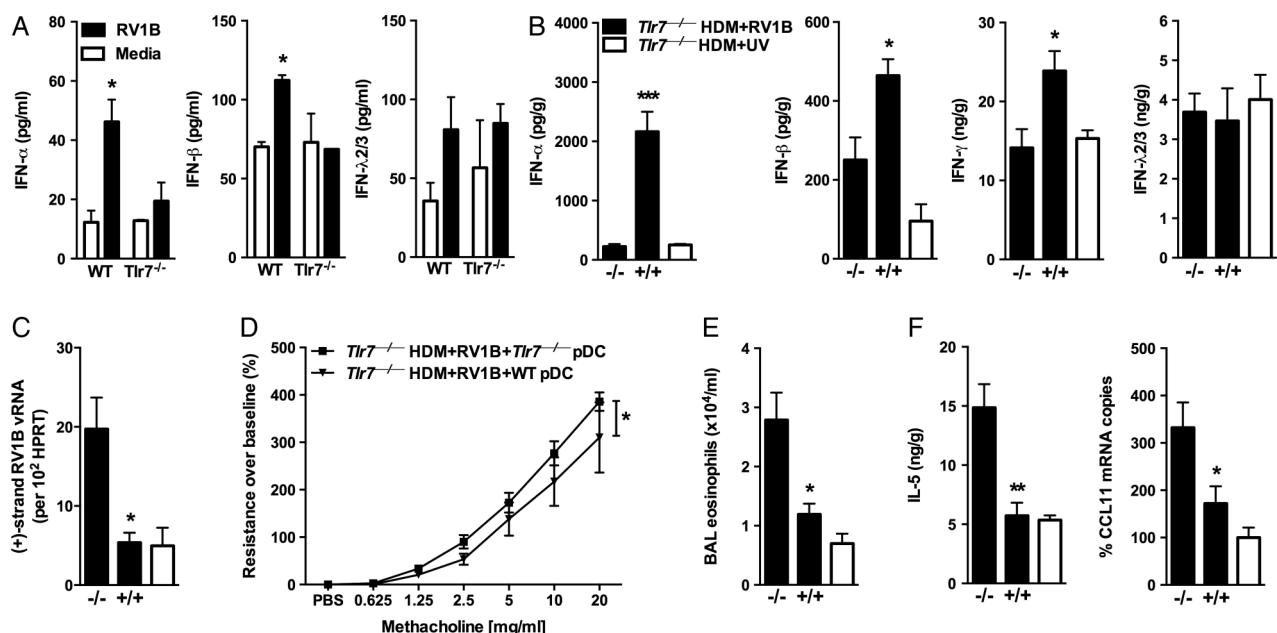 A
RV1B
Media
IFN-α (pg/ml)
80
60
40
20
0
*
WT Tlr7-/-
IFN-β (pg/ml)
150
100
50
0
*
WT Tlr7-/-
IFN-λ2/3 (pg/ml)
150
100
50
0
WT Tlr7-/-
B
Tlr7-/- HDM+RV1B
Tlr7-/- HDM+UV
IFN-α (pg/g)
4000
3000
2000
1000
0
***
-/- +/+
IFN-β (pg/g)
600
400
200
0
*
-/- +/+
IFN-γ (ng/g)
30
20
10
0
*
-/- +/+
IFN-λ2/3 (ng/g)
6
5
4
3
2
1
0
-/- +/+
C
(+)-strand RV1B vRNA
(per 10² HPRT)
30
20
10
0
*
-/- +/+
D
Tlr7-/- HDM+RV1B+Tlr7-/- pDC
Tlr7-/- HDM+RV1B+WT pDC
Resistance over baseline (%)
500
400
300
200
100
0
*
PBS 0.625 1.25 2.5 5 10 20
Methacholine [mg/ml]
E
BAL eosinophils (x10⁴/ml)
4
3
2
1
0
*
-/- +/+
F
IL-5 (ng/g)
20
15
10
5
0
**
-/- +/+
% CCL11 mRNA copies
500
400
300
200
100
0
*
-/- +/+